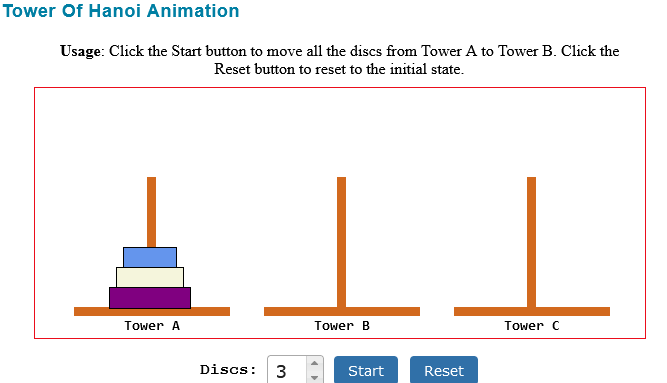 Tower Of Hanoi Animation
Usage: Click the Start button to move all the discs from Tower A to Tower B. Click the
Reset button to reset to the initial state.
Tower A Tower B Tower C
Discs: 3 Start Reset